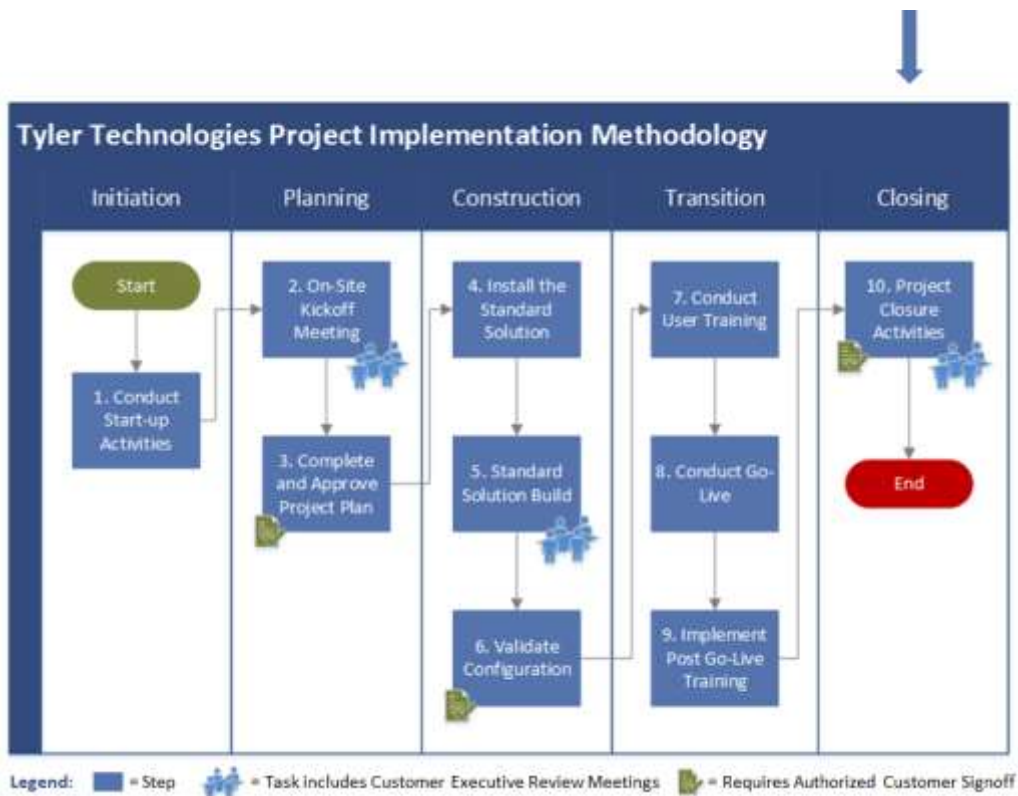 Tyler Technologies Project Implementation Methodology
Initiation
Planning
Construction
Transition
Closing
Start
1. Conduct
Start-up
Activities
2. On-Site
Kickoff
Meeting
3. Complete
and Approve
Project Plan
4. Install the
Standard
Solution
5. Standard
Solution Build
6. Validate
Configuration
7. Conduct
User Training
8. Conduct Go-
Live
9. Implement
Post Go-Live
Training
10. Project
Closure
Activities
End
Legend: = Step = Task includes Customer Executive Review Meetings = Requires Authorized Customer Signoff